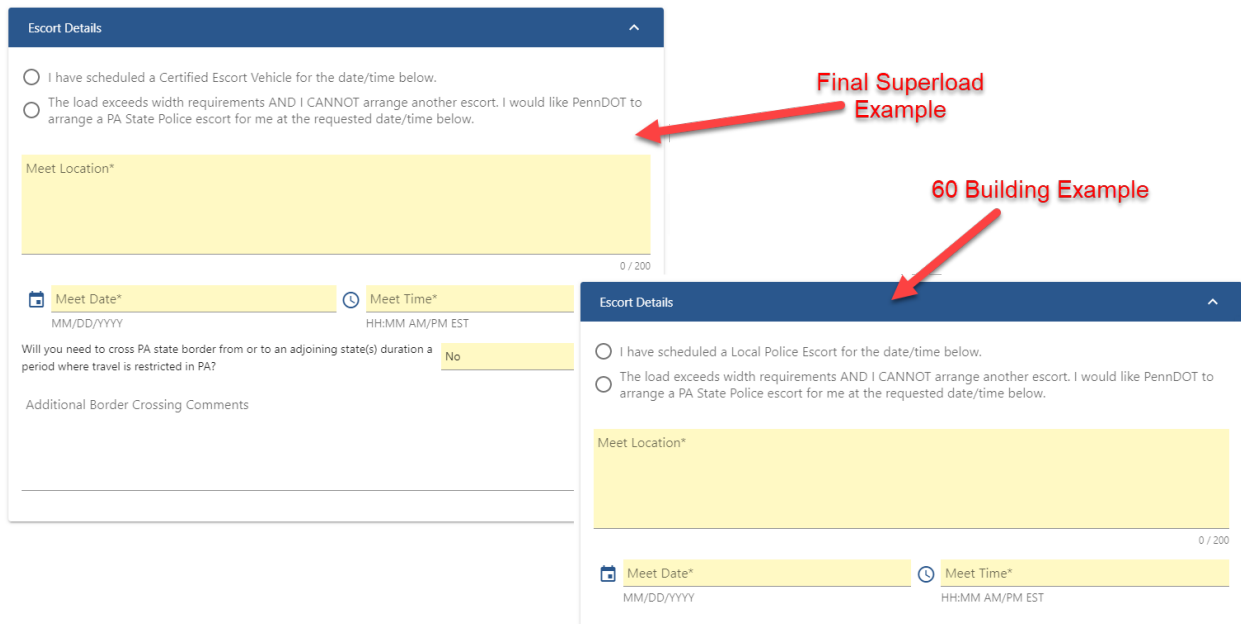 Escort Details
I have scheduled a Certified Escort Vehicle for the date/time below.
The load exceeds width requirements AND I CANNOT arrange another escort. I would like PennDOT to
arrange a PA State Police escort for me at the requested date/time below.
Meet Location*
0 / 200
Meet Date*
Meet Time*
MM/DD/YYYY
HH:MM AM/PM EST
Will you need to cross PA state border from or to an adjoining state(s) duration a
period where travel is restricted in PA?
No
Additional Border Crossing Comments
Final Superload
Example
60 Building Example
Escort Details
I have scheduled a Local Police Escort for the date/time below.
The load exceeds width requirements AND I CANNOT arrange another escort. I would like PennDOT to
arrange a PA State Police escort for me at the requested date/time below.
Meet Location*
0 / 200
Meet Date*
Meet Time*
MM/DD/YYYY
HH:MM AM/PM EST